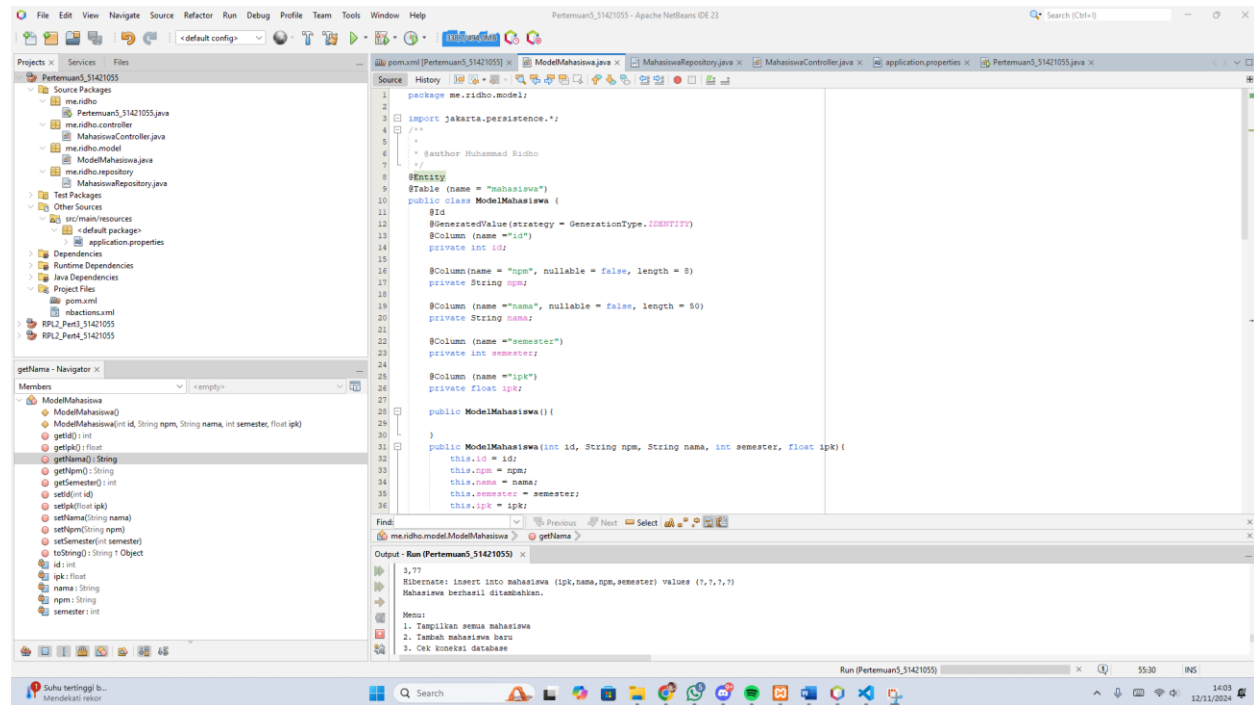 File Edit View Navigate Source Refactor Run Debug Profile Team Tools Window Help
Pertemuan5_51421055 - Apache NetBeans IDE 23
Search (Ctrl+I)
<default config>
Projects Services Files
Pertemuan5_51421055
Source Packages
me.ridho
Pertemuan5_51421055.java
me.ridho.controller
MahasiswaController.java
me.ridho.model
ModelMahasiswa.java
me.ridho.repository
MahasiswaRepository.java
Test Packages
Other Sources
src/main/resources
<default package>
application.properties
Dependencies
Runtime Dependencies
Java Dependencies
Project Files
pom.xml
nbactions.xml
RPL2_Pert3_51421055
RPL2_Pert4_51421055
getNama - Navigator
Members <empty>
ModelMahasiswa
ModelMahasiswa()
ModelMahasiswa(int id, String npm, String nama, int semester, float ipk)
getId() : int
getIpk() : float
getNama() : String
getNpm() : String
getSemester() : int
setId(int id)
setIpk(float ipk)
setNama(String nama)
setNpm(String npm)
setSemester(int semester)
toString() : String ↑ Object
id : int
ipk : float
nama : String
npm : String
semester : int
pom.xml [Pertemuan5_51421055] ModelMahasiswa.java MahasiswaRepository.java MahasiswaController.java application.properties Pertemuan5_51421055.java
Source History
1 package me.ridho.model;
2
3 import jakarta.persistence.*;
4 /**
5 *
6 * @author Muhammad Ridho
7 */
8 @Entity
9 @Table (name = "mahasiswa")
10 public class ModelMahasiswa {
11 @Id
12 @GeneratedValue(strategy = GenerationType.IDENTITY)
13 @Column (name ="id")
14 private int id;
15
16 @Column(name = "npm", nullable = false, length = 8)
17 private String npm;
18
19 @Column (name ="nama", nullable = false, length = 50)
20 private String nama;
21
22 @Column (name ="semester")
23 private int semester;
24
25 @Column (name ="ipk")
26 private float ipk;
27
28 public ModelMahasiswa(){
29
30 }
31 public ModelMahasiswa(int id, String npm, String nama, int semester, float ipk){
32 this.id = id;
33 this.npm = npm;
34 this.nama = nama;
35 this.semester = semester;
36 this.ipk = ipk;
Find: Previous Next Select
me.ridho.model.ModelMahasiswa getNama
Output - Run (Pertemuan5_51421055)
3,77
Hibernate: insert into mahasiswa (ipk,nama,npm,semester) values (?,?,?,?)
Mahasiswa berhasil ditambahkan.
Menu:
1. Tampilkan semua mahasiswa
2. Tambah mahasiswa baru
3. Cek koneksi database
Run (Pertemuan5_51421055)
55:30 INS
Suhu tertinggi b...
Mendekati rekor
Search
14:03
12/11/2024